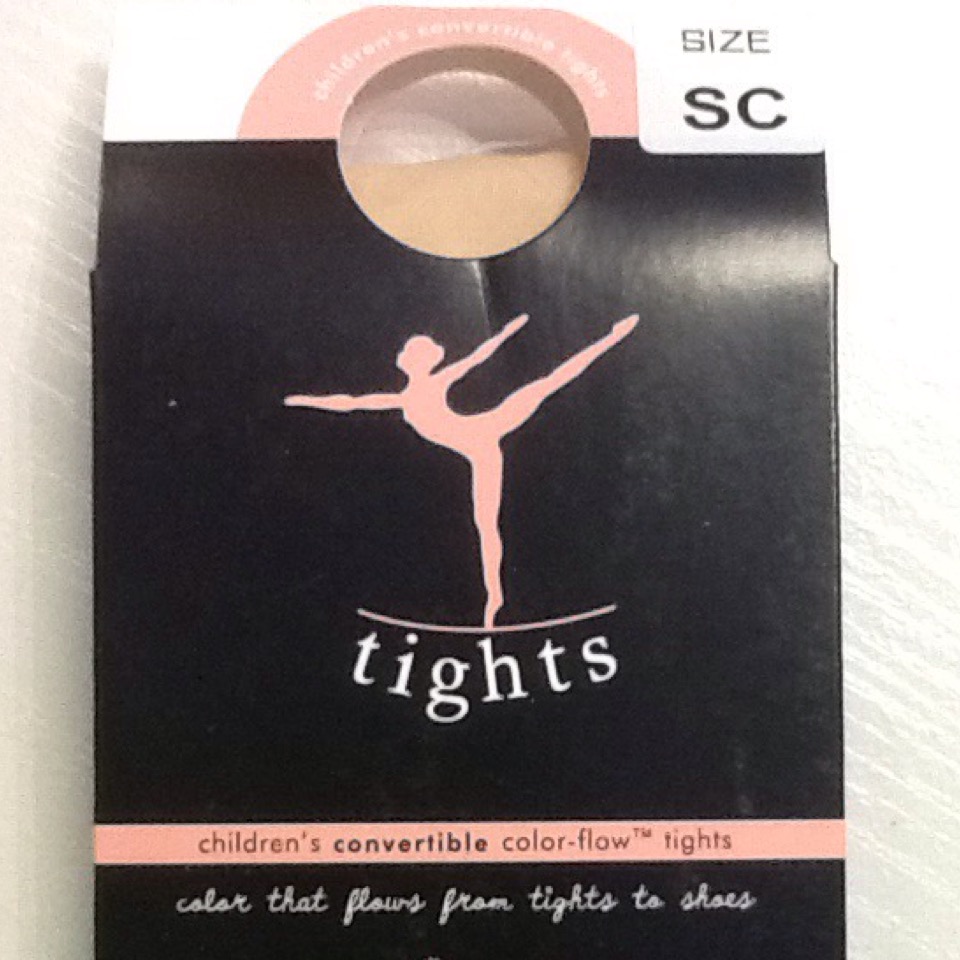 children's convertible tights
SIZE
SC
tights
children's convertible color-flow™ tights
color that flows from tights to shoes